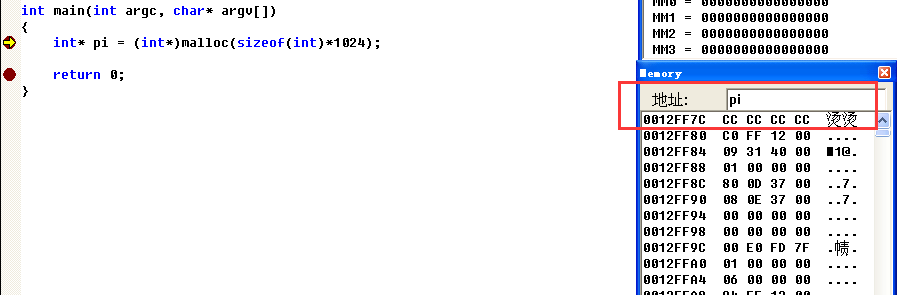 int main(int argc, char* argv[])
{
int* pi = (int*)malloc(sizeof(int)*1024);
return 0;
}
MM0 = 0000000000000000
MM1 = 0000000000000000
MM2 = 0000000000000000
MM3 = 0000000000000000
Memory
地址: pi
0012FF7C CC CC CC CC 烫烫
0012FF80 C0 FF 12 00 ....
0012FF84 09 31 40 00 .1@.
0012FF88 01 00 00 00 ....
0012FF8C 80 0D 37 00 ..7.
0012FF90 08 0E 37 00 ..7.
0012FF94 00 00 00 00 ....
0012FF98 00 00 00 00 ....
0012FF9C 00 E0 FD 7F .帻.
0012FFA0 01 00 00 00 ....
0012FFA4 06 00 00 00 ....